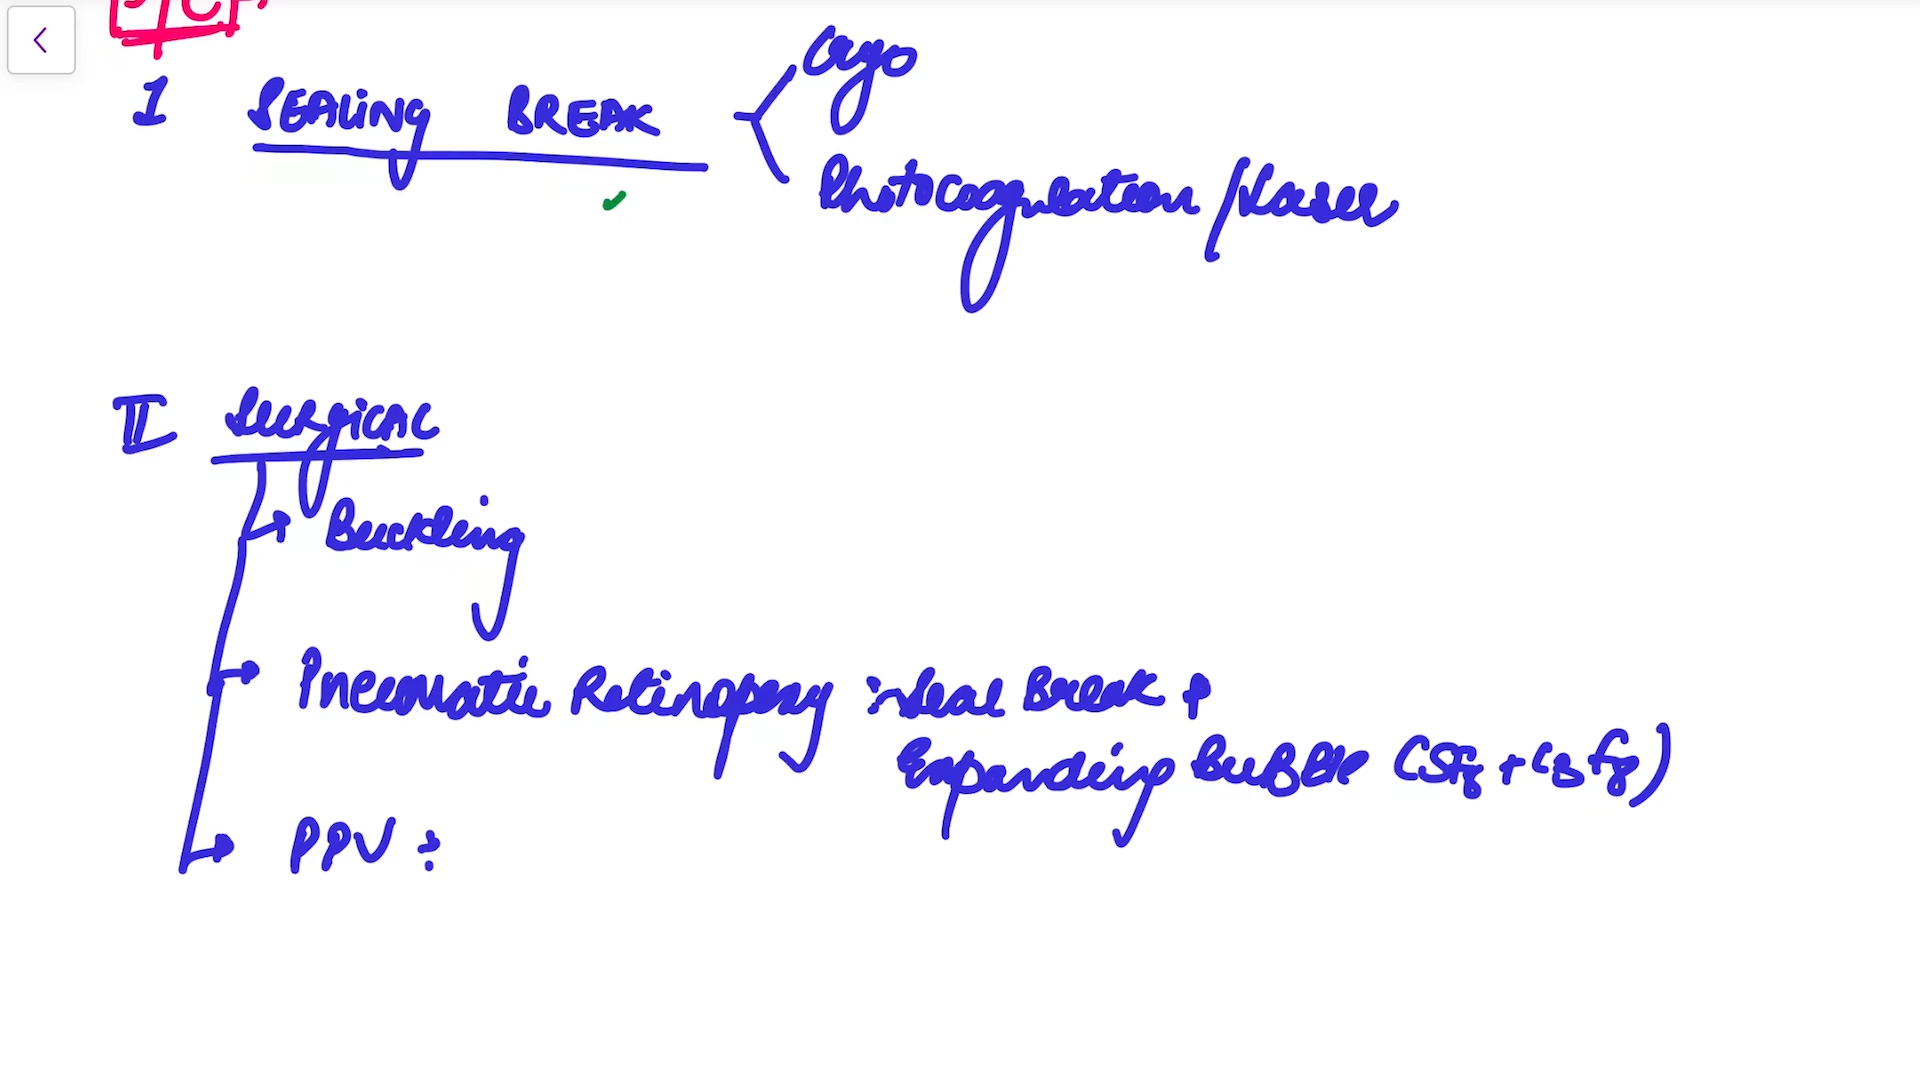 I SEALING BREAK
Cryo
Photocoagulation / Laser
II SURGICAL
Buckling
Pneumatic Retinopexy :- Seal Break &
Expanding Bubble (SF6 + C3F8)
PPV :